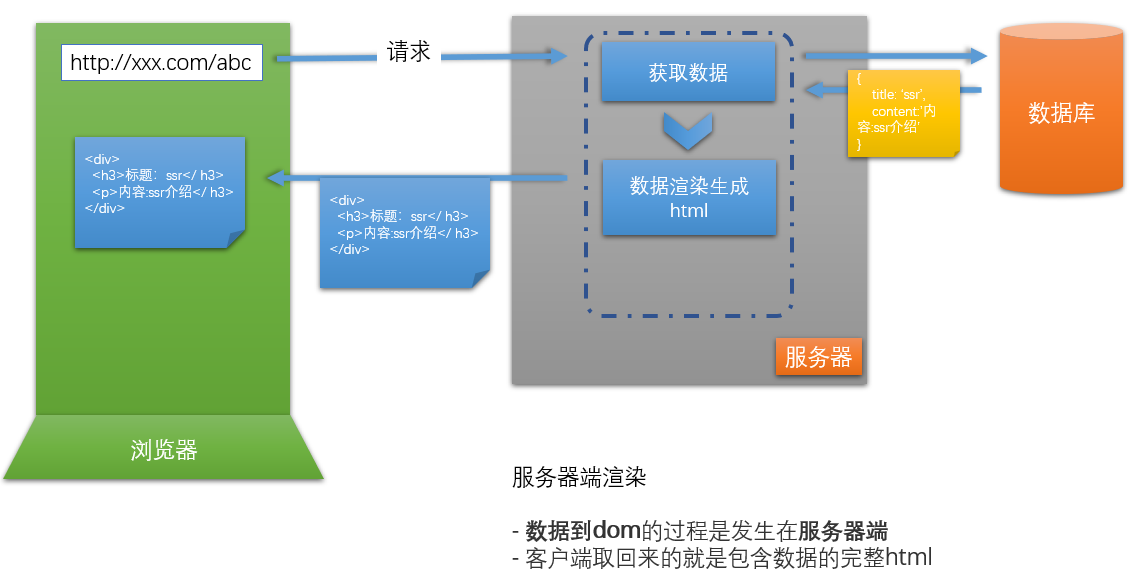 http://xxx.com/abc
请求
获取数据
{
title: 'ssr',
content:'内
容:ssr介绍'
}
数据库
<div>
<h3>标题：ssr</ h3>
<p>内容:ssr介绍</ h3>
</div>
<div>
<h3>标题：ssr</ h3>
<p>内容:ssr介绍</ h3>
</div>
数据渲染生成
html
服务器
浏览器
服务器端渲染
- 数据到dom的过程是发生在服务器端
- 客户端取回来的就是包含数据的完整html